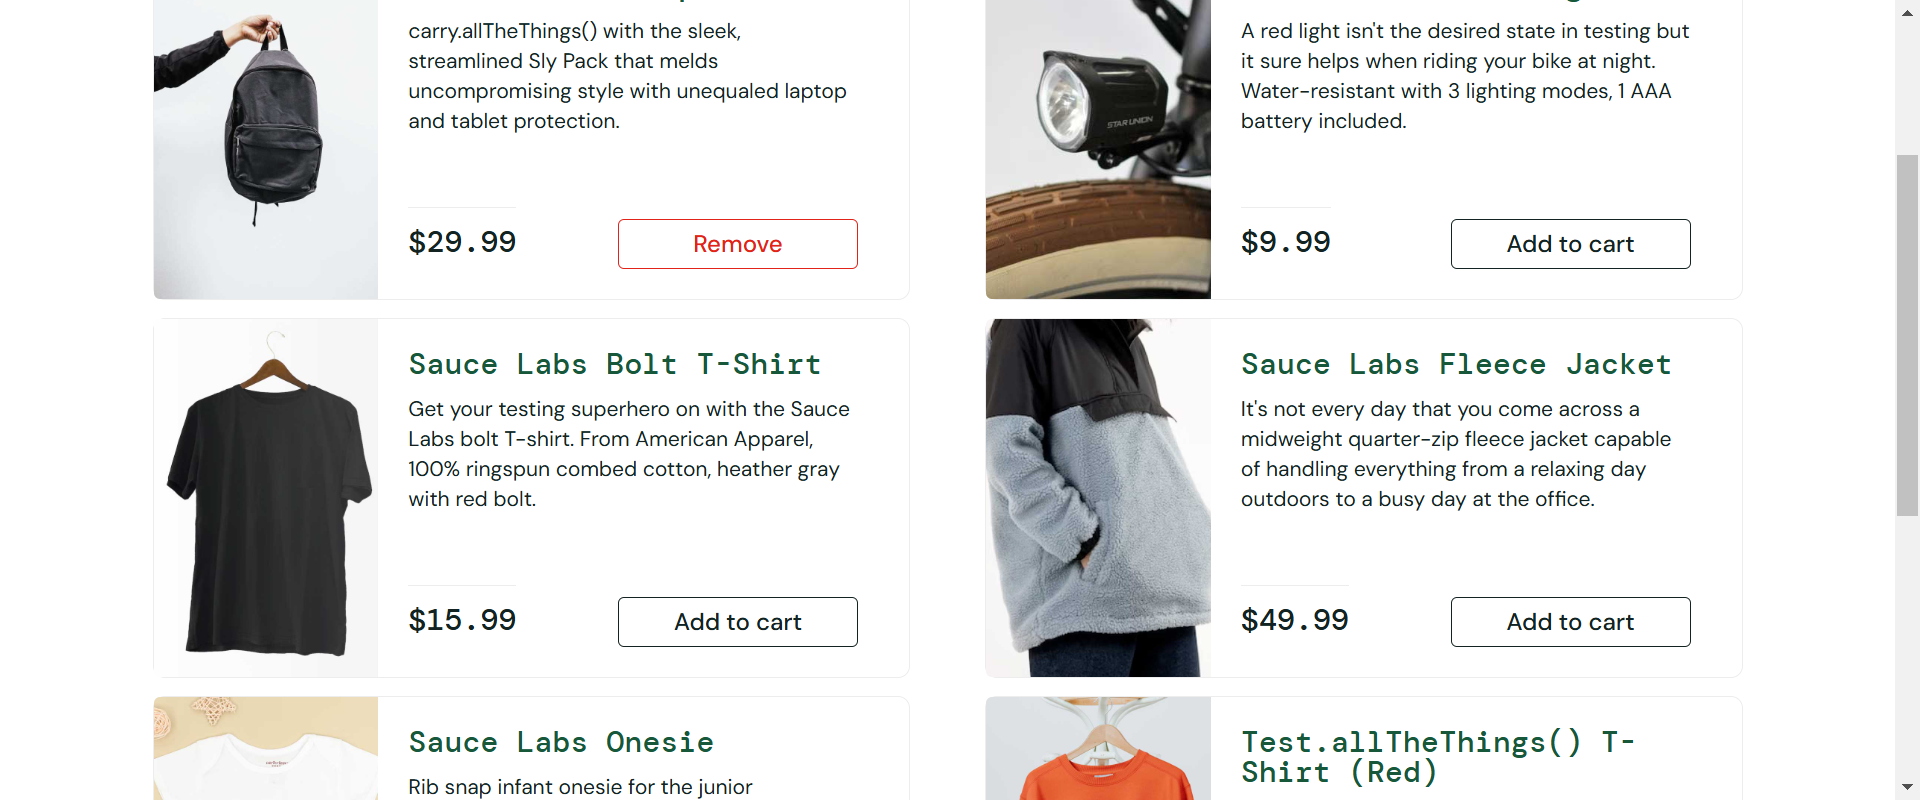 carry.allTheThings() with the sleek,
streamlined Sly Pack that melds
uncompromising style with unequaled laptop
and tablet protection.
$29.99
Remove
A red light isn't the desired state in testing but
it sure helps when riding your bike at night.
Water-resistant with 3 lighting modes, 1 AAA
battery included.
$9.99
Add to cart
STAR UNION
Sauce Labs Bolt T-Shirt
Get your testing superhero on with the Sauce
Labs bolt T-shirt. From American Apparel,
100% ringspun combed cotton, heather gray
with red bolt.
$15.99
Add to cart
Sauce Labs Fleece Jacket
It's not every day that you come across a
midweight quarter-zip fleece jacket capable
of handling everything from a relaxing day
outdoors to a busy day at the office.
$49.99
Add to cart
Sauce Labs Onesie
Rib snap infant onesie for the junior
Test.allTheThings() T-
Shirt (Red)